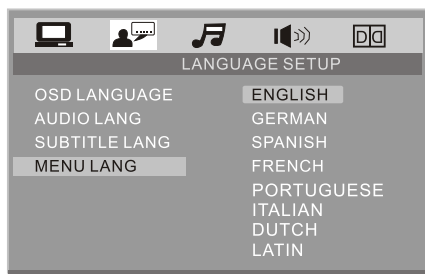 LANGUAGE SETUP
OSD LANGUAGE
AUDIO LANG
SUBTITLE LANG
MENU LANG
ENGLISH
GERMAN
SPANISH
FRENCH
PORTUGUESE
ITALIAN
DUTCH
LATIN